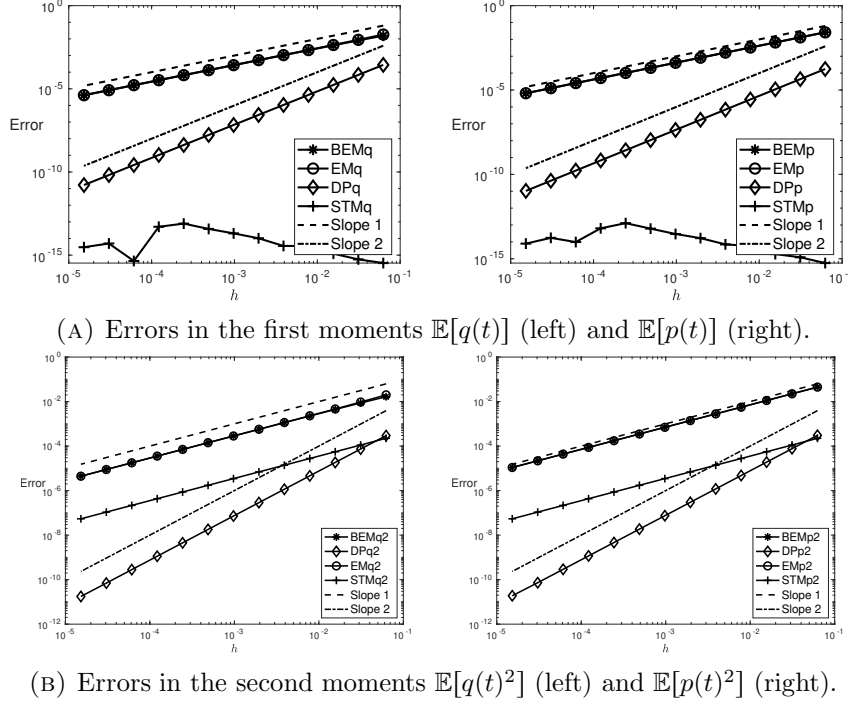 10^0
10^-5
Error
10^-10
10^-15
BEMq
EMq
DPq
STMq
Slope 1
Slope 2
10^-5
10^-4
10^-3
10^-2
10^-1
h
10^0
10^-5
Error
10^-10
10^-15
BEMp
EMp
DPp
STMp
Slope 1
Slope 2
10^-5
10^-4
10^-3
10^-2
10^-1
h
(A) Errors in the first moments 𝔼[q(t)] (left) and 𝔼[p(t)] (right).
10^0
10^-2
10^-4
Error
10^-6
10^-8
10^-10
10^-12
BEMq2
DPq2
EMq2
STMq2
Slope 1
Slope 2
10^-5
10^-4
10^-3
10^-2
10^-1
h
10^0
10^-2
10^-4
Error
10^-6
10^-8
10^-10
10^-12
BEMp2
DPp2
EMp2
STMp2
Slope 1
Slope 2
10^-5
10^-4
10^-3
10^-2
10^-1
h
(B) Errors in the second moments 𝔼[q(t)^2] (left) and 𝔼[p(t)^2] (right).